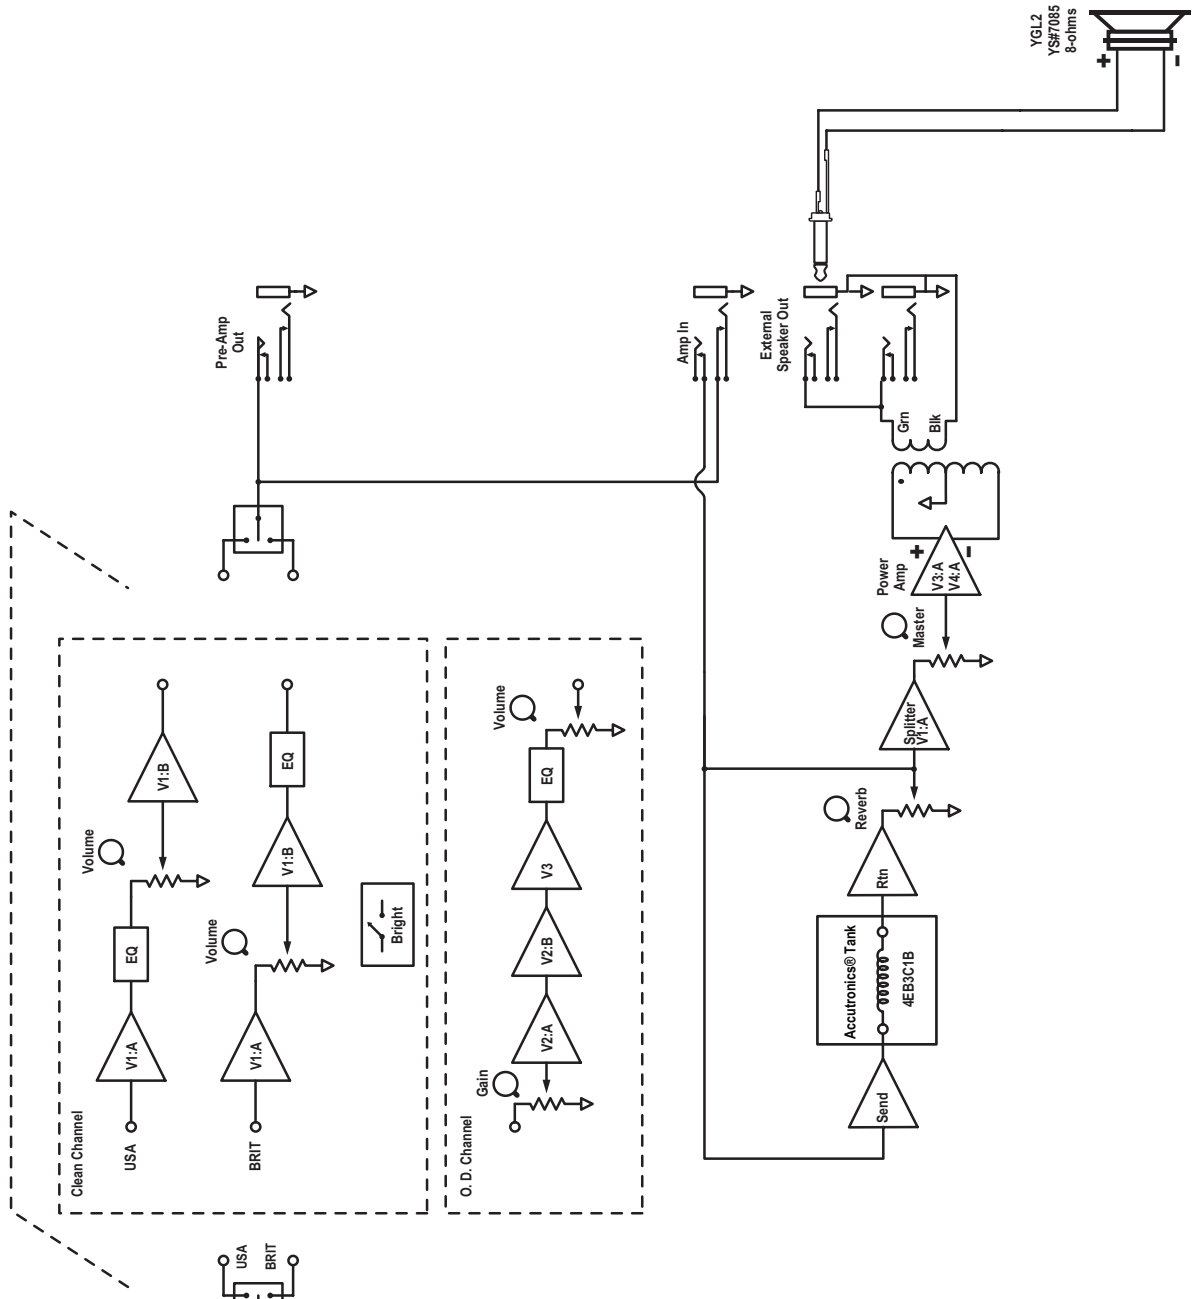 YGL2
YS#7085
8-ohms
+
-
Pre-Amp
Out
Amp In
External
Speaker Out
Grn
Blk
Power
Amp
+
-
V3:A
V4:A
Master
Splitter
V1:A
Reverb
Rtn
Accutronics® Tank
4EB3C1B
Send
Clean Channel
USA
V1:A
EQ
Volume
V1:B
BRIT
V1:A
Volume
V1:B
EQ
Bright
O. D. Channel
Gain
V2:A
V2:B
V3
EQ
Volume
USA
BRIT